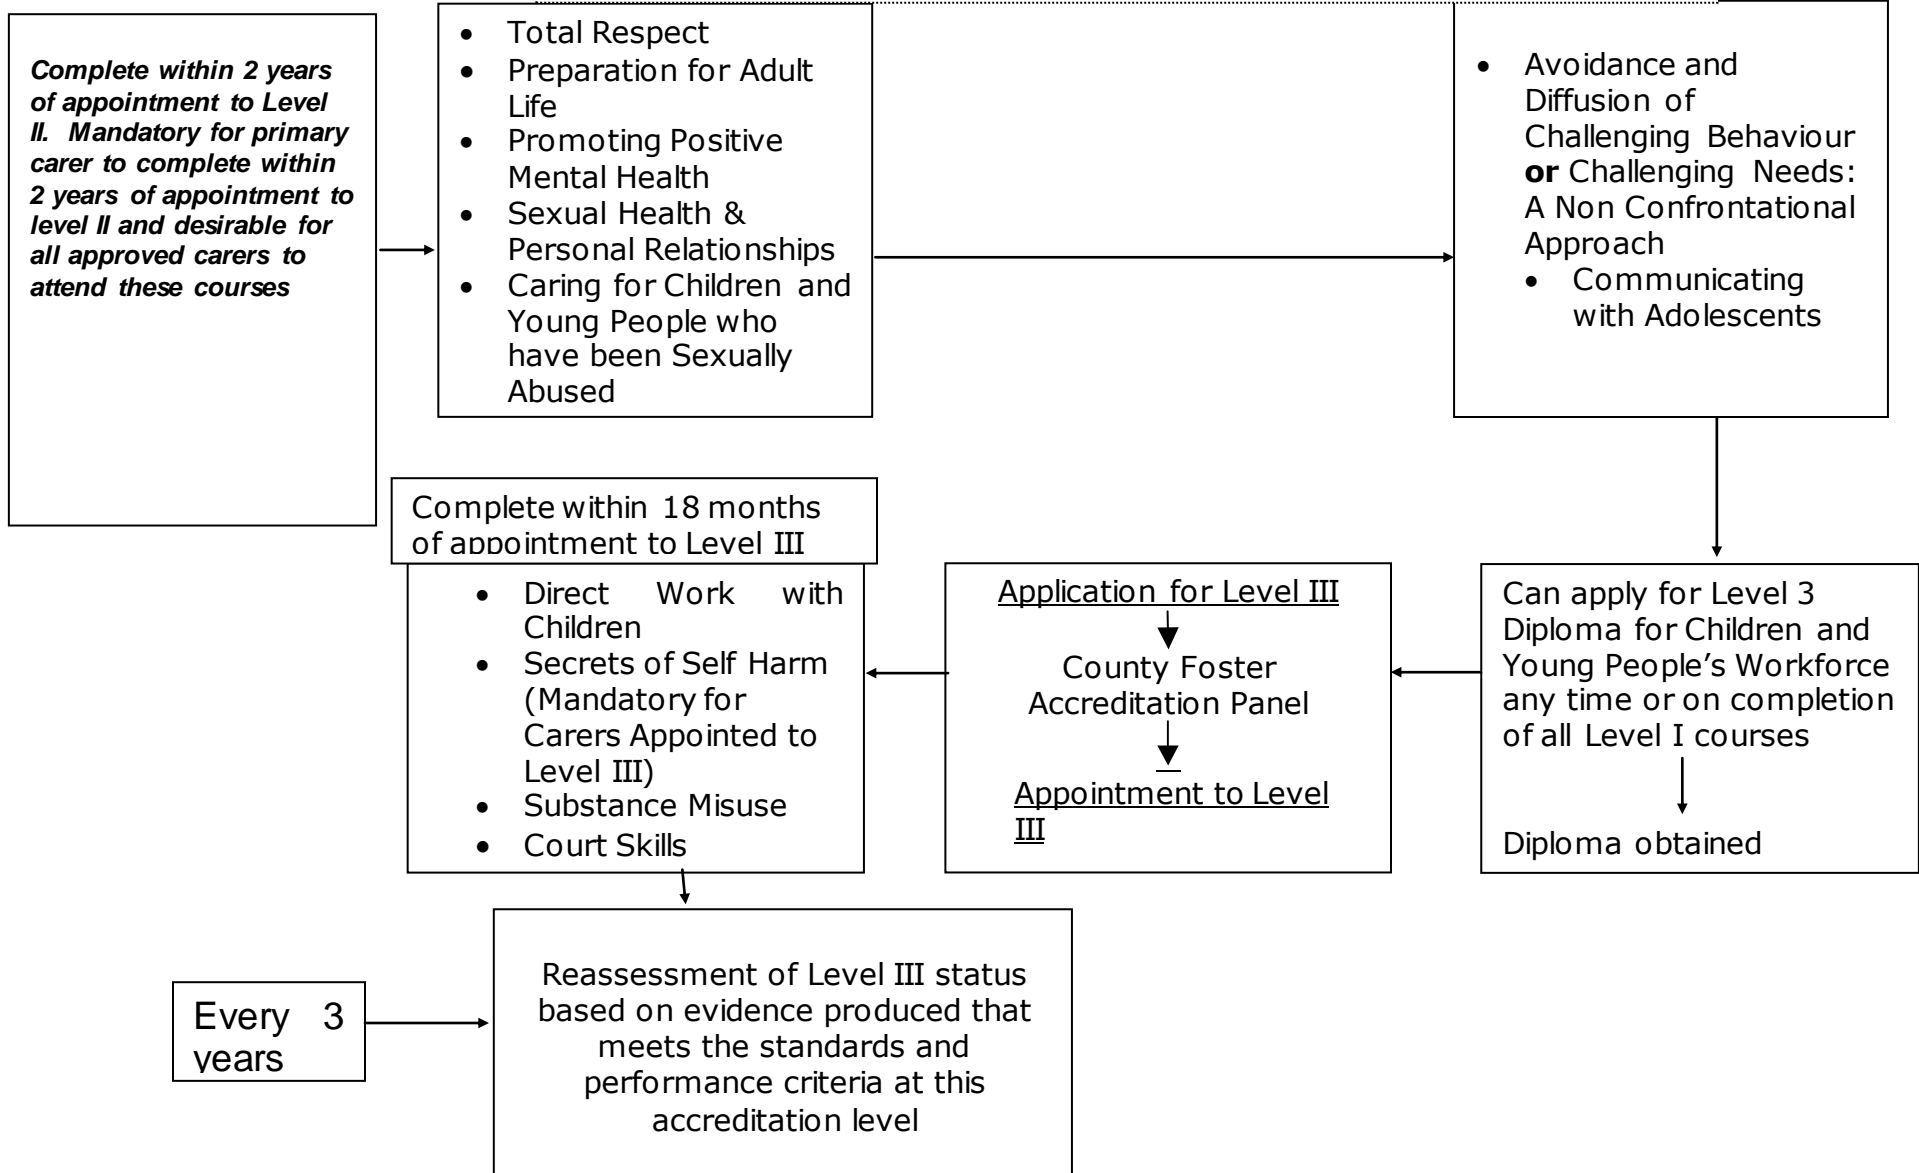 Complete within 2 years
of appointment to Level
II. Mandatory for primary
carer to complete within
2 years of appointment to
level II and desirable for
all approved carers to
attend these courses
• Total Respect
• Preparation for Adult
Life
• Promoting Positive
Mental Health
• Sexual Health &
Personal Relationships
• Caring for Children and
Young People who
have been Sexually
Abused
• Avoidance and
Diffusion of
Challenging Behaviour
or Challenging Needs:
A Non Confrontational
Approach
• Communicating
with Adolescents
Can apply for Level 3
Diploma for Children and
Young People's Workforce
any time or on completion
of all Level I courses
Diploma obtained
Application for Level III
County Foster
Accreditation Panel
Appointment to Level
III
Complete within 18 months
of appointment to Level III
• Direct Work with
Children
• Secrets of Self Harm
(Mandatory for
Carers Appointed to
Level III)
• Substance Misuse
• Court Skills
Every 3
years
Reassessment of Level III status
based on evidence produced that
meets the standards and
performance criteria at this
accreditation level